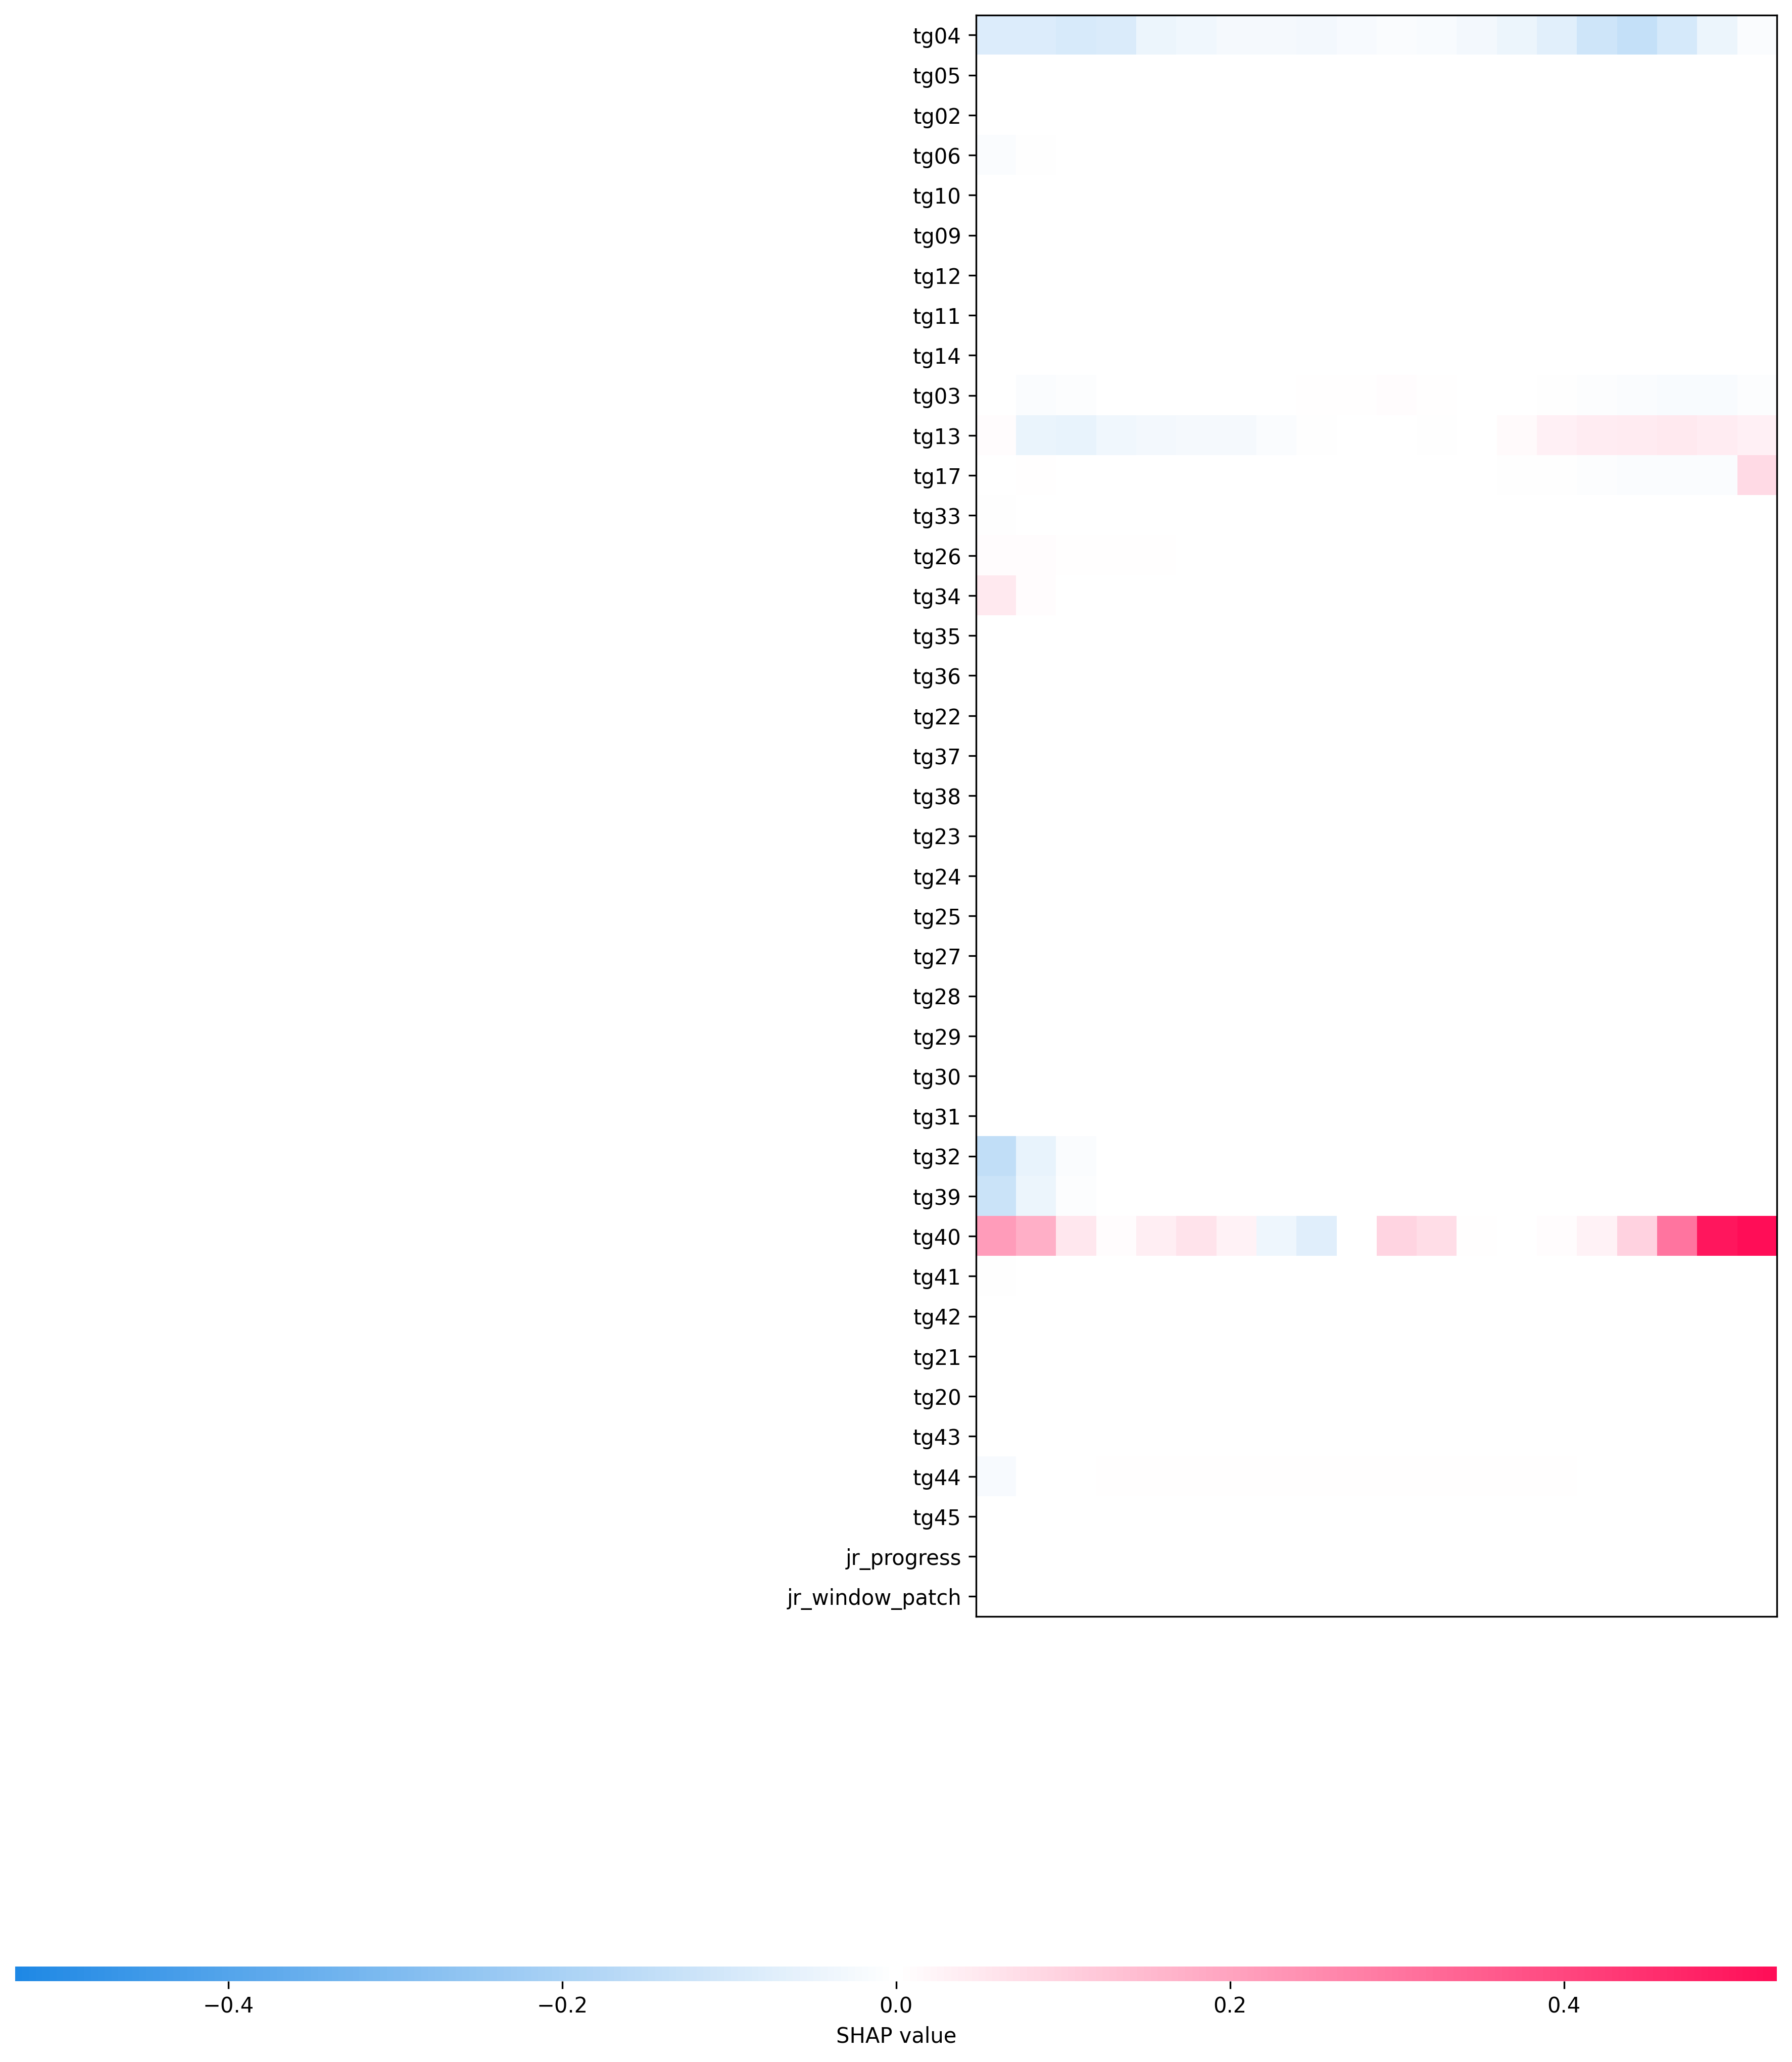 tg04
tg05
tg02
tg06
tg10
tg09
tg12
tg11
tg14
tg03
tg13
tg17
tg33
tg26
tg34
tg35
tg36
tg22
tg37
tg38
tg23
tg24
tg25
tg27
tg28
tg29
tg30
tg31
tg32
tg39
tg40
tg41
tg42
tg21
tg20
tg43
tg44
tg45
jr_progress
jr_window_patch
−0.4 −0.2 0.0 0.2 0.4
SHAP value